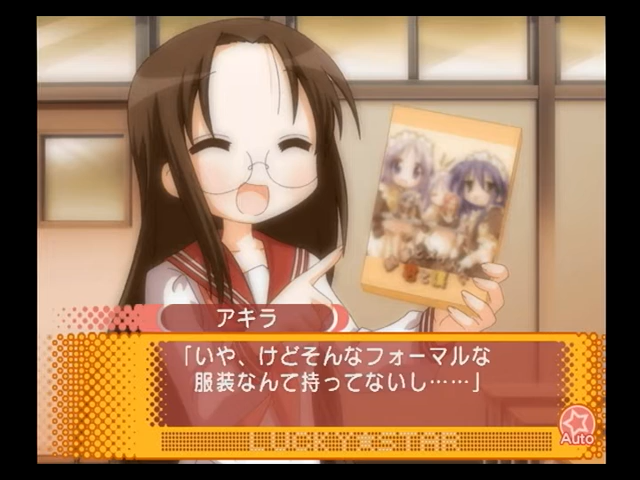 アキラ
「いや、けどそんなフォーマルな
服装なんて持ってないし……」
LUCKY☆STAR
Auto